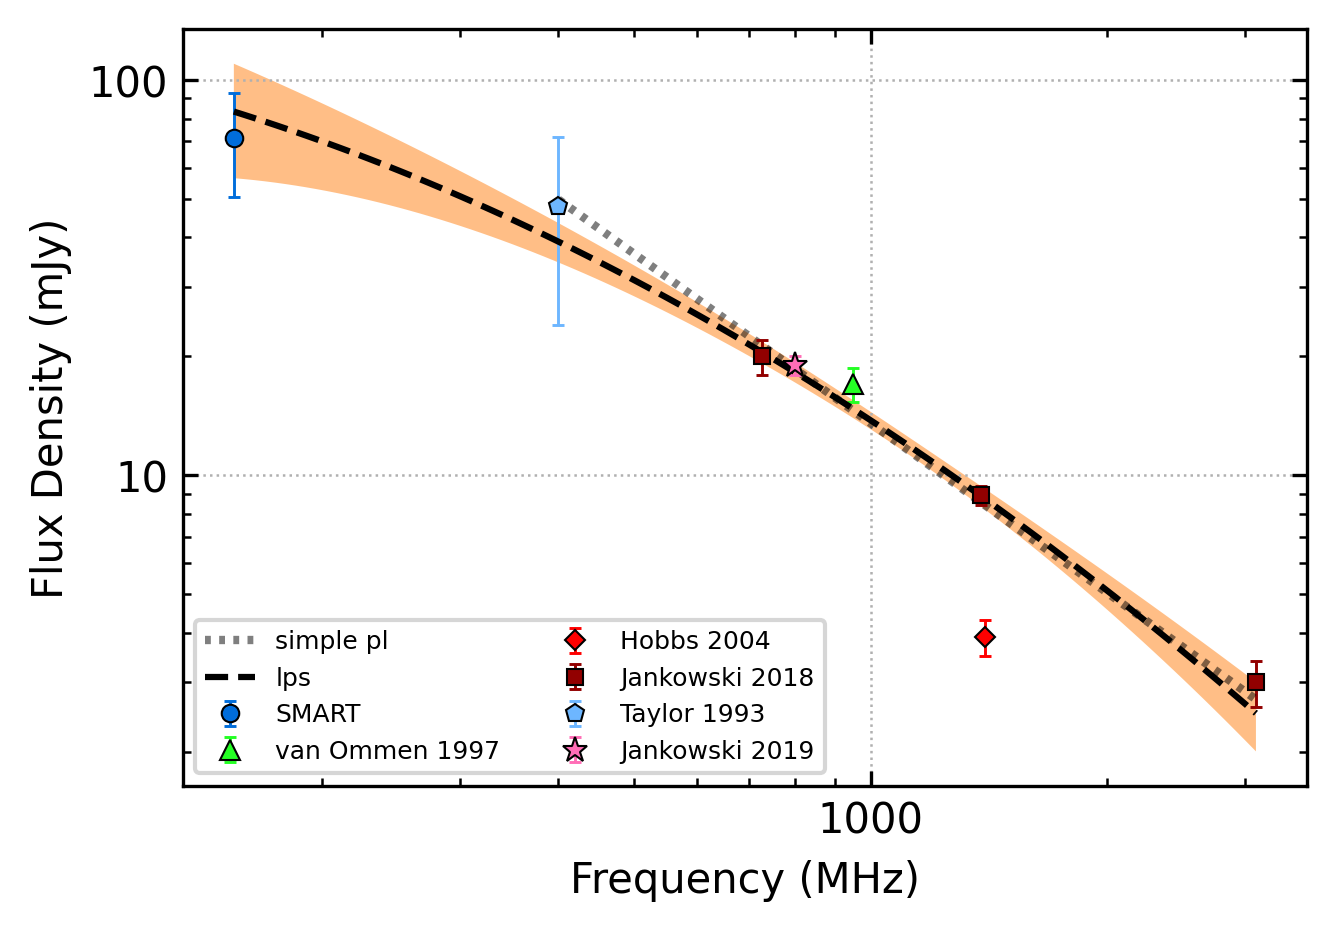 100
10
Flux Density (mJy)
simple pl
lps
SMART
van Ommen 1997
Hobbs 2004
Jankowski 2018
Taylor 1993
Jankowski 2019
1000
Frequency (MHz)